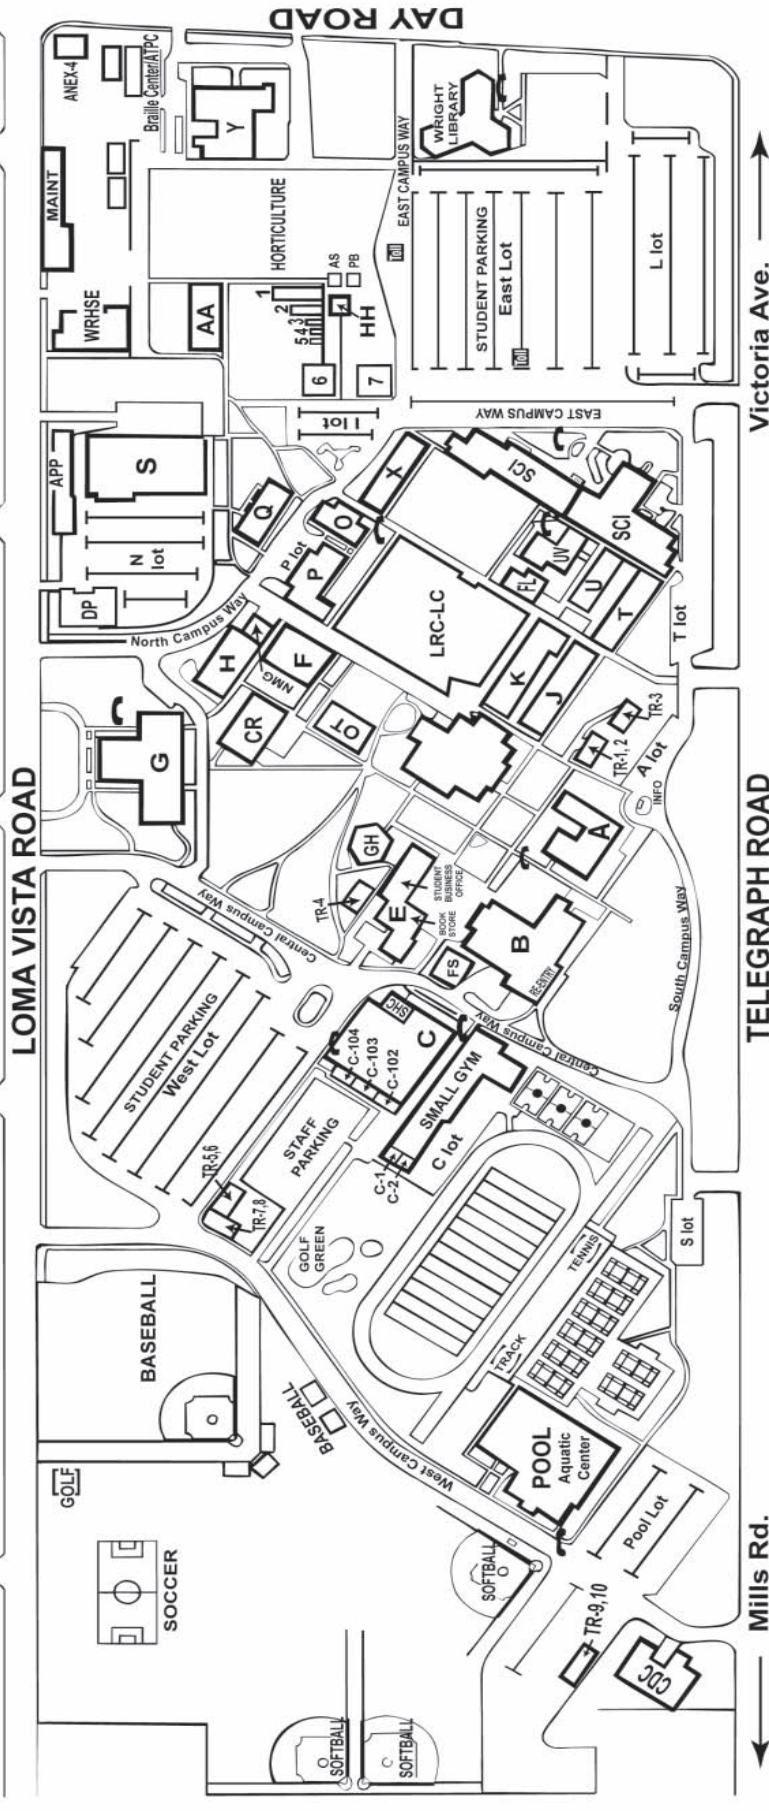 DAY ROAD
LOMA VISTA ROAD
TELEGRAPH ROAD
Victoria Ave.
Mills Rd.
ANEX-4
Braille Center/ATPC
Y
MAINT
WRHSE
AA
HORTICULTURE
AS
PB
HH
1
2
3
4
5
6
7
EAST CAMPUS WAY
WRIGHT
LIBRARY
Toll
STUDENT PARKING
East Lot
Toll
L lot
EAST CAMPUS WAY
I lot
APP
S
N
lot
DP
Q
X
O
P lot
P
SCI
SCI
UV
FL
U
T
T lot
LRC-LC
K
J
North Campus Way
H
NMG
F
CR
OT
G
TR-3
TR-1, 2
A lot
INFO
A
GH
TR-4
E
STUDENT
BUSINESS
OFFICE
BOOK
STORE
FS
B
RE-ENTRY
South Campus Way
Central Campus Way
Central Campus Way
STUDENT PARKING
West Lot
SHC
C
C-104
C-103
C-102
SMALL GYM
C-1
C-2
C lot
STAFF
PARKING
TR-5,6
TR-7,8
GOLF
GREEN
S lot
TENNIS
TRACK
BASEBALL
BASEBALL
West Campus Way
POOL
Aquatic
Center
Pool Lot
GOLF
SOCCER
SOFTBALL
SOFTBALL
SOFTBALL
TR-9,10
CDC